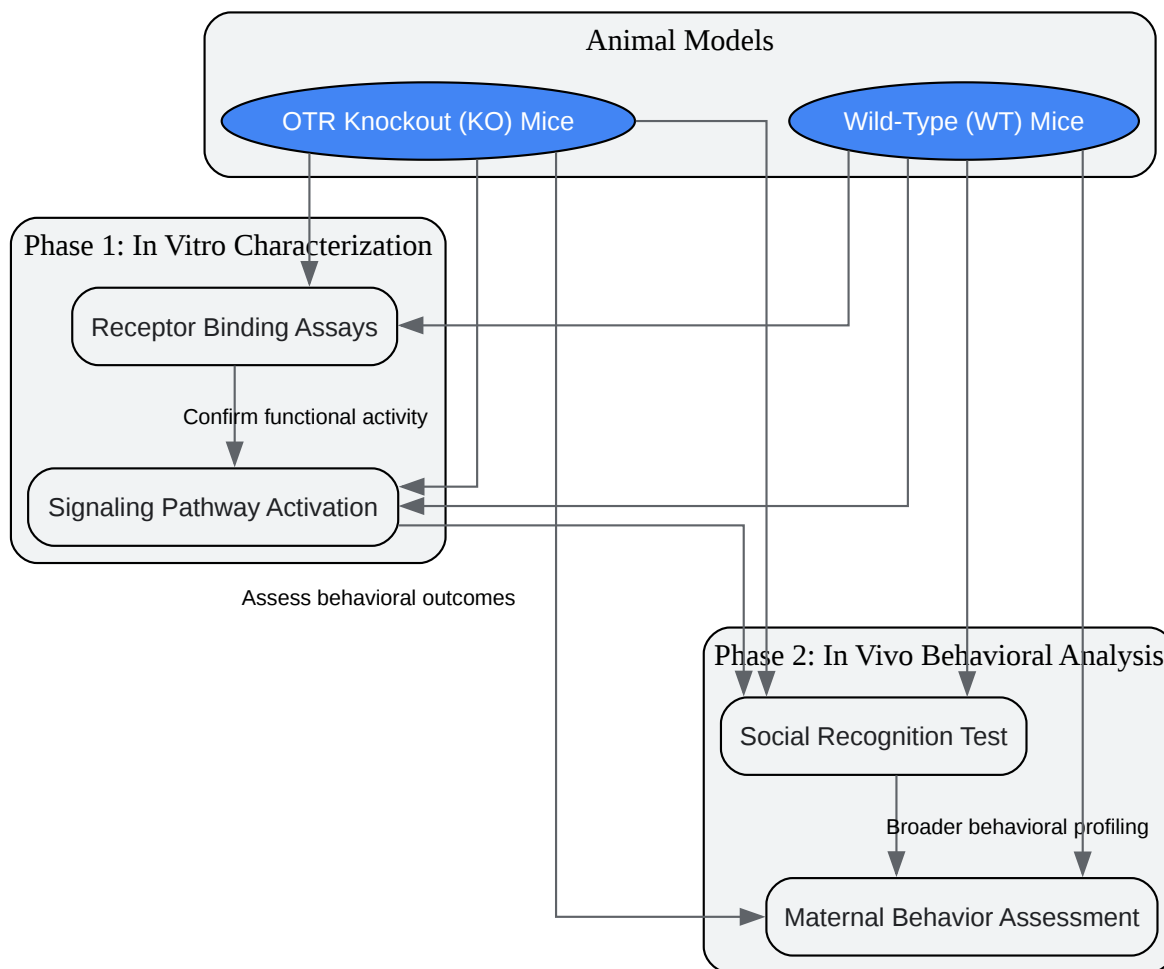 Animal Models
OTR Knockout (KO) Mice
Wild-Type (WT) Mice
Phase 1: In Vitro Characterization
Receptor Binding Assays
Confirm functional activity
Signaling Pathway Activation
Assess behavioral outcomes
Phase 2: In Vivo Behavioral Analysis
Social Recognition Test
Broader behavioral profiling
Maternal Behavior Assessment